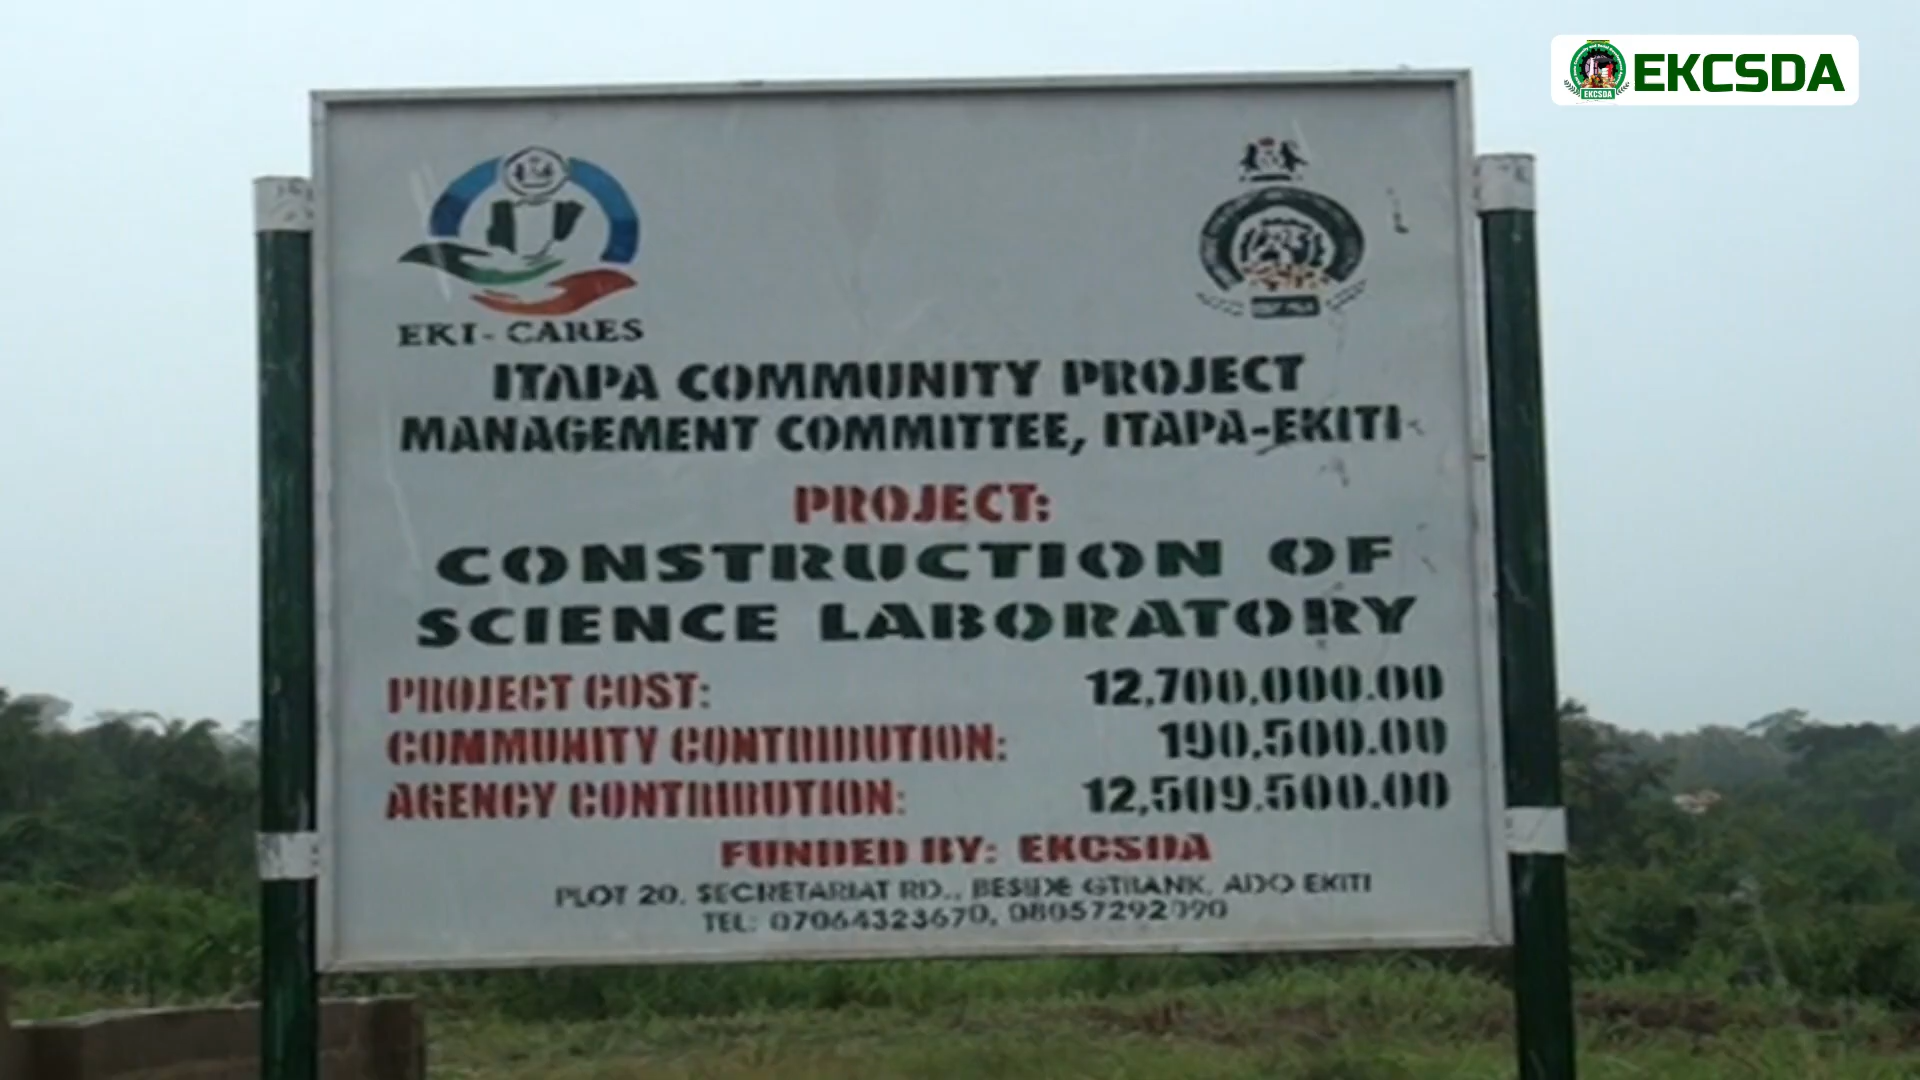 EKCSDA
EKCSDA
EKI-CARES
ITAPA COMMUNITY PROJECT
MANAGEMENT COMMITTEE, ITAPA-EKITI
PROJECT:
CONSTRUCTION OF
SCIENCE LABORATORY
PROJECT COST: 12,700,000.00
COMMUNITY CONTRIBUTION: 190,500.00
AGENCY CONTRIBUTION: 12,509,500.00
FUNDED BY: EKCSDA
PLOT 20, SECRETARIAT RD., BESIDE GTBANK, ADO EKITI
TEL: 07064323670,